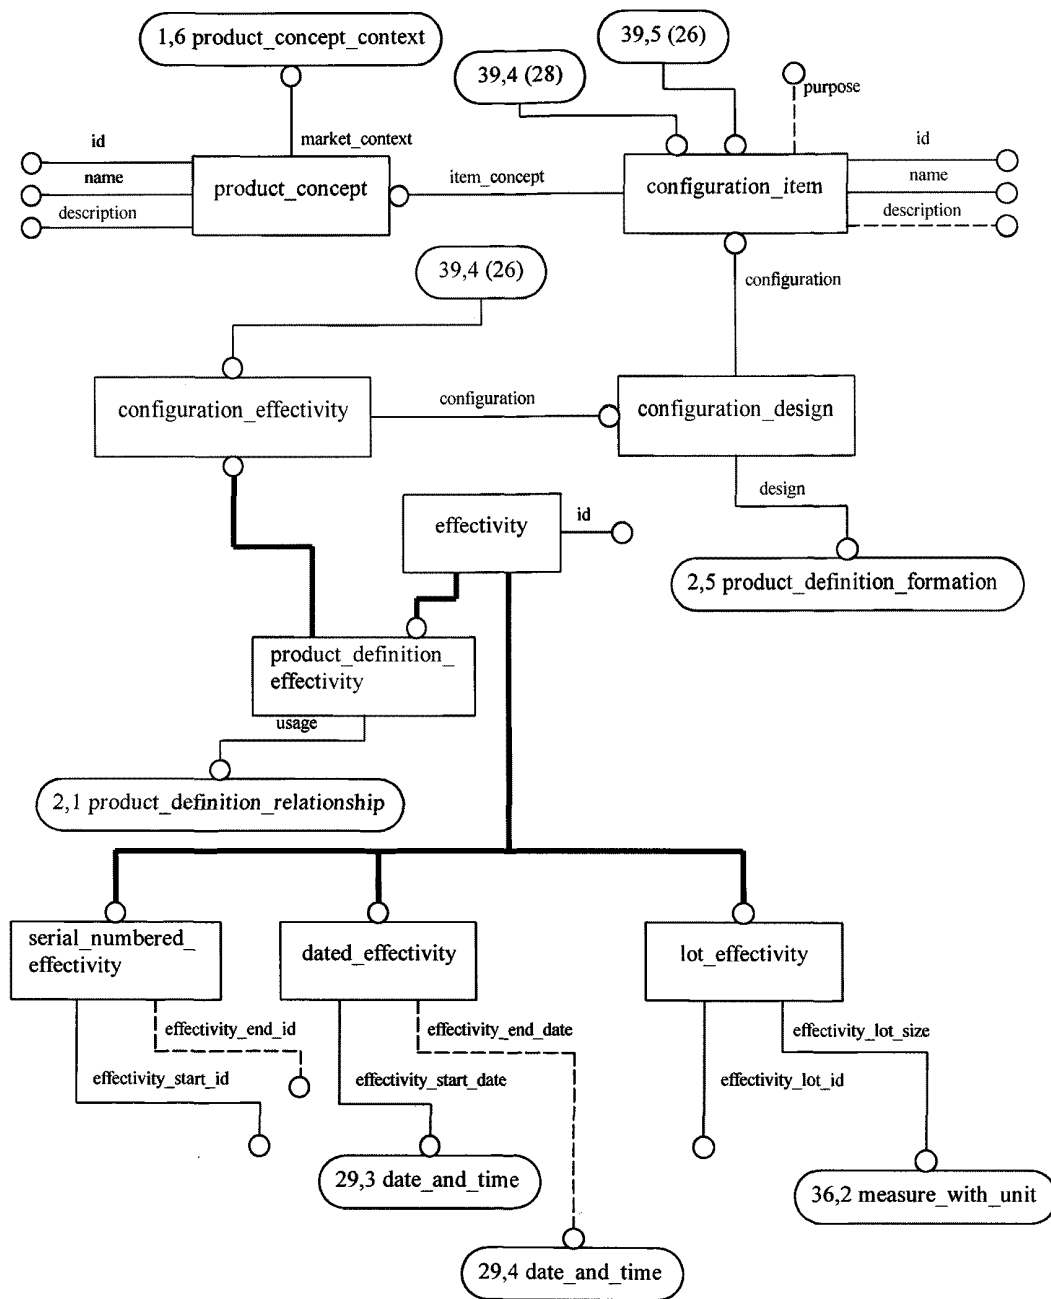 1,6 product_concept_context
39,5 (26)
39,4 (28)
purpose
id
market_context
id
name
product_concept
item_concept
configuration_item
name
description
description
39,4 (26)
configuration
configuration_effectivity
configuration
configuration_design
design
effectivity
id
2,5 product_definition_formation
product_definition_
effectivity
usage
2,1 product_definition_relationship
serial_numbered_
effectivity
dated_effectivity
lot_effectivity
effectivity_end_id
effectivity_end_date
effectivity_lot_size
effectivity_start_id
effectivity_start_date
effectivity_lot_id
29,3 date_and_time
36,2 measure_with_unit
29,4 date_and_time